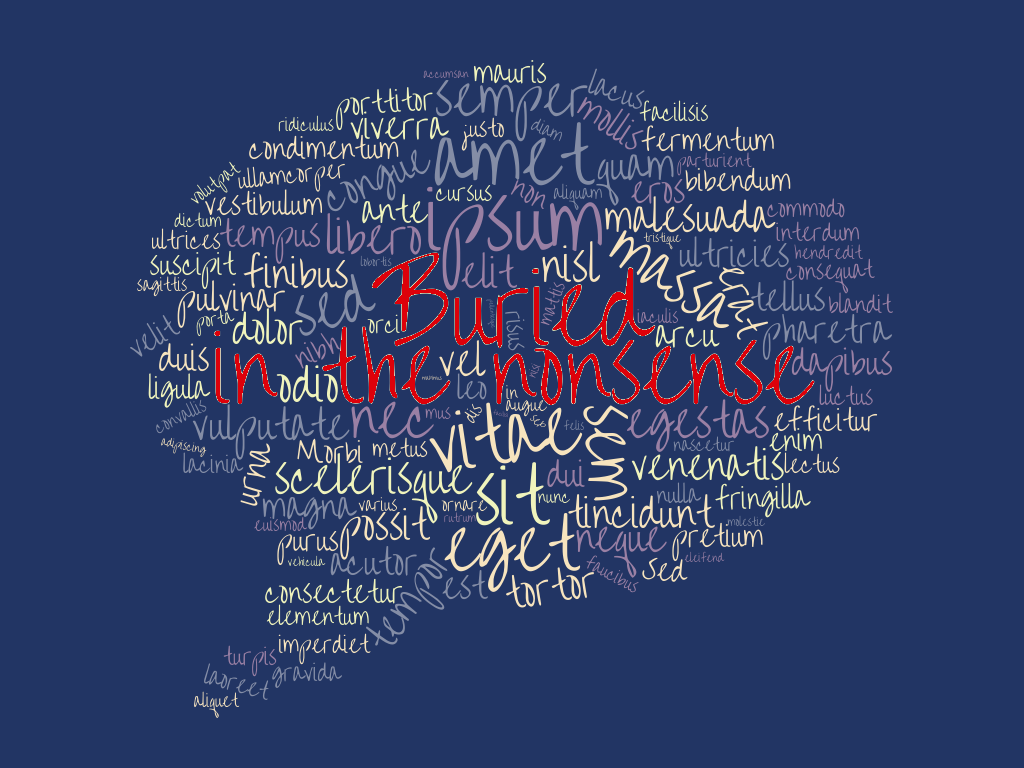 accumsan mauris
porttitor semper lacus
ridiculus viverra justo diam mollis facilisis
condimentum amet fermentum
volutpat ullamcorper congue quam parturient
vestibulum ante cursus non aliquam eros bibendum
dictum tempus libero ipsum malesuada commodo
ultrices lobortis tristique ultricies interdum
suscipit finibus elit nisl massa hendredit
sagittis pulvinar sed mattis erat tellus consequat
porta dolor orci risus iaculis arcu blandit
velit nibh pharetra
Buried
in the nonsense
duis vel dapibus
ligula odio leo in luctus
convallis vulputate nec mus dis augue sed felis sem egestas efficitur
adipiscing Morbi metus vitae nascetur enim
lacinia urna scelerisque dui venenatis lectus
magna varius sit nunc nulla fringilla
euismod possit ornare tincidunt molestie
purus rutrum eget neque pretium
vehicula acutor tempor est faucibus sed eleifend
consectetur tortor
elementum
imperdiet
turpis gravida
laoreet
aliquet